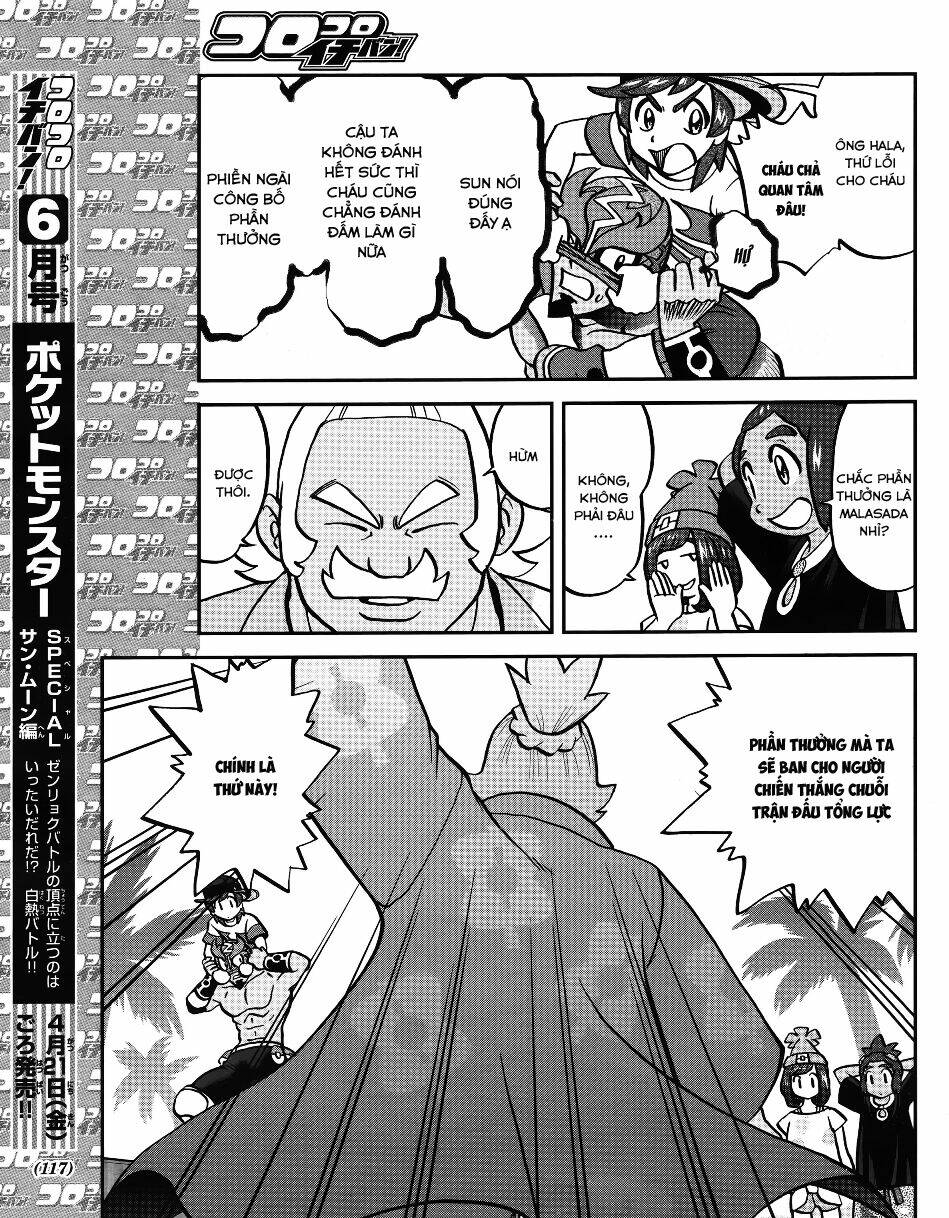 コロコロ
イチバン!
ÔNG HALA,
THỨ LỖI
CHO CHÁU
CHÁU CHẢ
QUAN TÂM
ĐÂU!
HỰ
SUN NÓI
ĐÚNG
ĐẤY Ạ
CẬU TA
KHÔNG ĐÁNH
HẾT SỨC THÌ
CHÁU CŨNG
CHẲNG ĐÁNH
ĐẤM LÀM GÌ
NỮA
PHIỀN NGÀI
CÔNG BỐ
PHẦN
THƯỞNG
CHẮC PHẦN
THƯỞNG LÀ
MALASADA
NHỈ?
KHÔNG,
KHÔNG
PHẢI ĐÂU
....
HỪM
ĐƯỢC
THÔI.
PHẦN THƯỞNG MÀ TA
SẼ BAN CHO NGƯỜI
CHIẾN THẮNG CHUỖI
TRẬN ĐẤU TỔNG LỰC
CHÍNH LÀ
THỨ NÀY!
コロコロ
イチバン!
6月号
ポケットモンスター
SPECIAL
サン・ムーン編
ゼンリョクバトルの頂点に立つのは
いったいだれだ!? 白熱バトル!!
4月21日(金)
ごろ発売!!
(117)